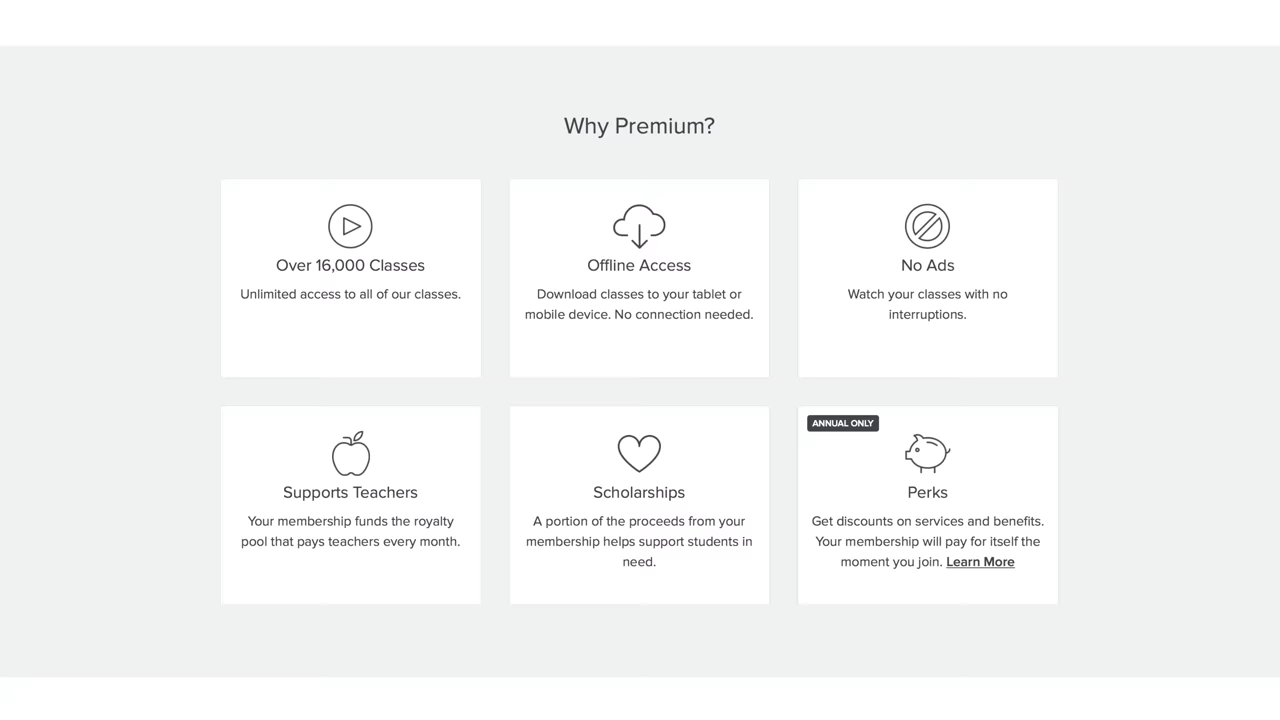 Why Premium?
Over 16,000 Classes
Unlimited access to all of our classes.
Offline Access
Download classes to your tablet or
mobile device. No connection needed.
No Ads
Watch your classes with no
interruptions.
Supports Teachers
Your membership funds the royalty
pool that pays teachers every month.
Scholarships
A portion of the proceeds from your
membership helps support students in
need.
ANNUAL ONLY
Perks
Get discounts on services and benefits.
Your membership will pay for itself the
moment you join. Learn More